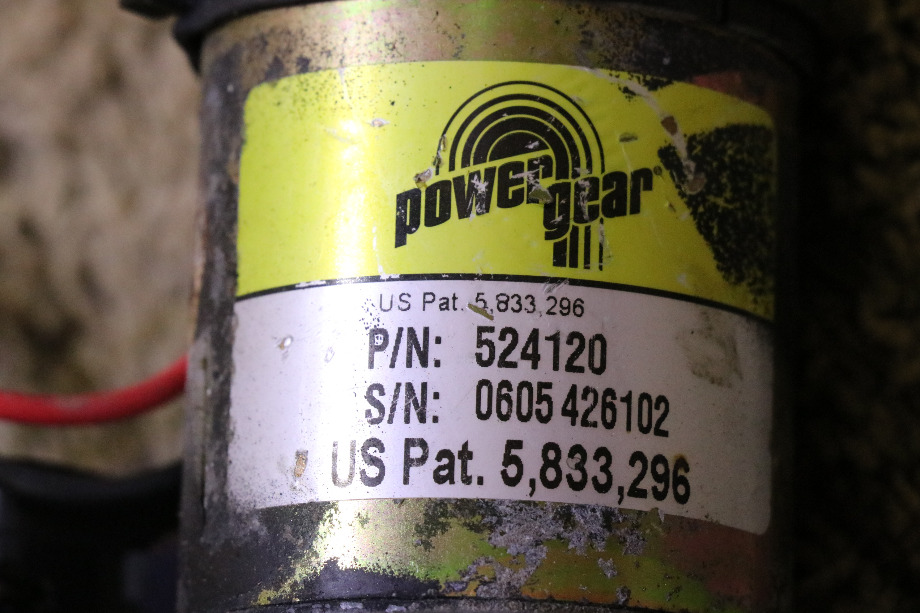 power
gear®
US Pat. 5,833,296
P/N: 524120
S/N: 0605 426102
US Pat. 5,833,296